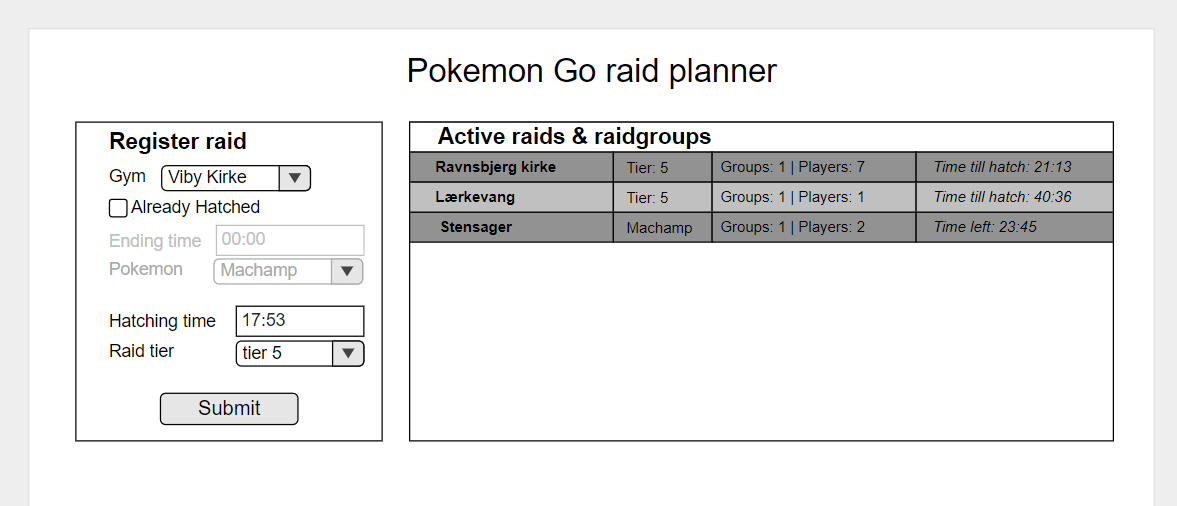 Pokemon Go raid planner
Register raid
Gym Viby Kirke
Already Hatched
Ending time 00:00
Pokemon Machamp
Hatching time 17:53
Raid tier tier 5
Submit
Active raids & raidgroups
Ravnsbjerg kirke Tier: 5 Groups: 1 | Players: 7 Time till hatch: 21:13
Lærkevang Tier: 5 Groups: 1 | Players: 1 Time till hatch: 40:36
Stensager Machamp Groups: 1 | Players: 2 Time left: 23:45